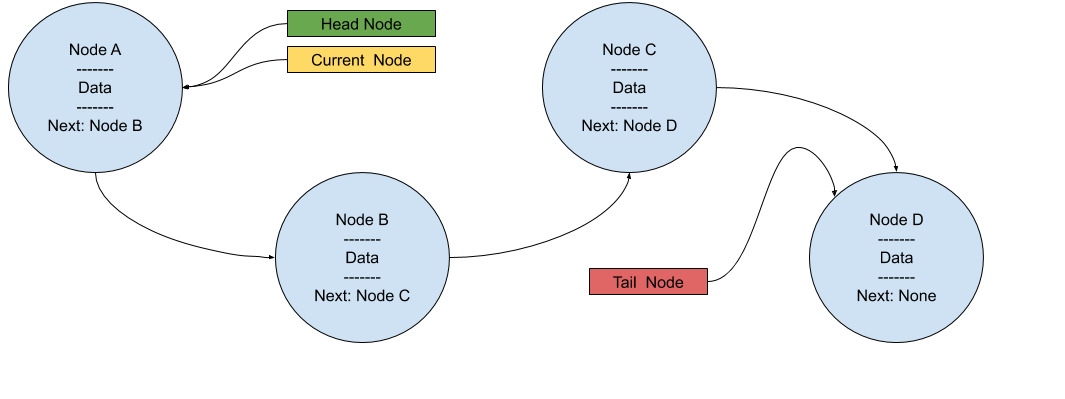 Node A
-------
Data
-------
Next: Node B
Head Node
Current  Node
Node B
-------
Data
-------
Next: Node C
Node C
-------
Data
-------
Next: Node D
Tail  Node
Node D
-------
Data
-------
Next: None